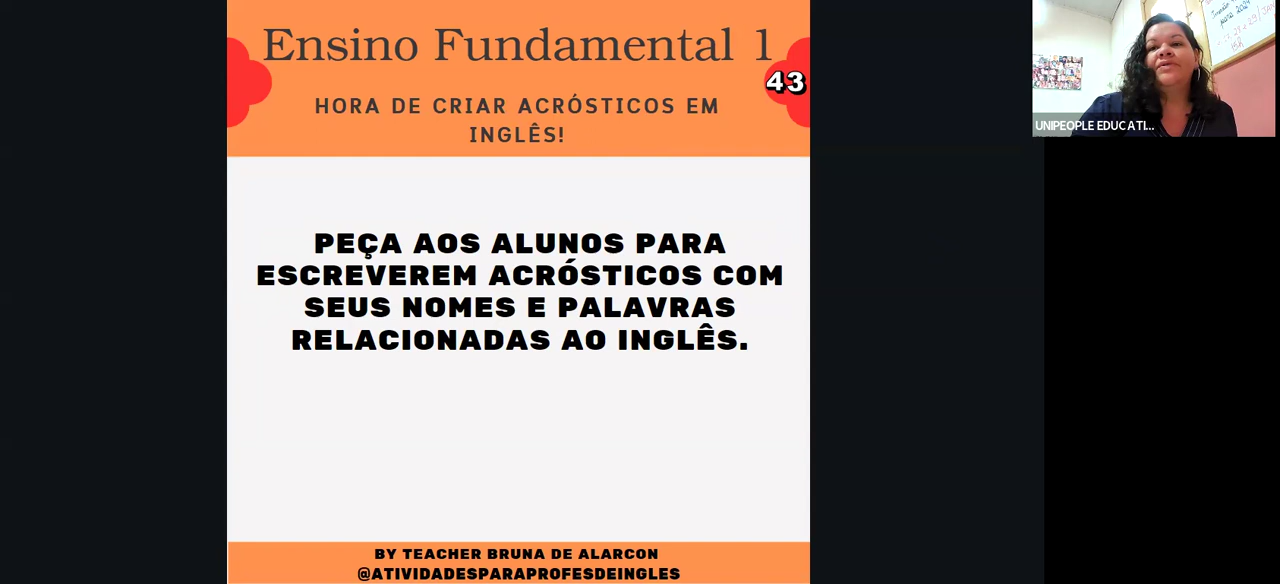 Ensino Fundamental 1
43
HORA DE CRIAR ACRÓSTICOS EM
INGLÊS!
PEÇA AOS ALUNOS PARA
ESCREVEREM ACRÓSTICOS COM
SEUS NOMES E PALAVRAS
RELACIONADAS AO INGLÊS.
BY TEACHER BRUNA DE ALARCON
@ATIVIDADESPARAPROFESDEINGLES
UNIPEOPLE EDUCATI...